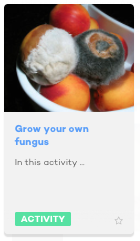 Grow your own
fungus
In this activity ...
ACTIVITY